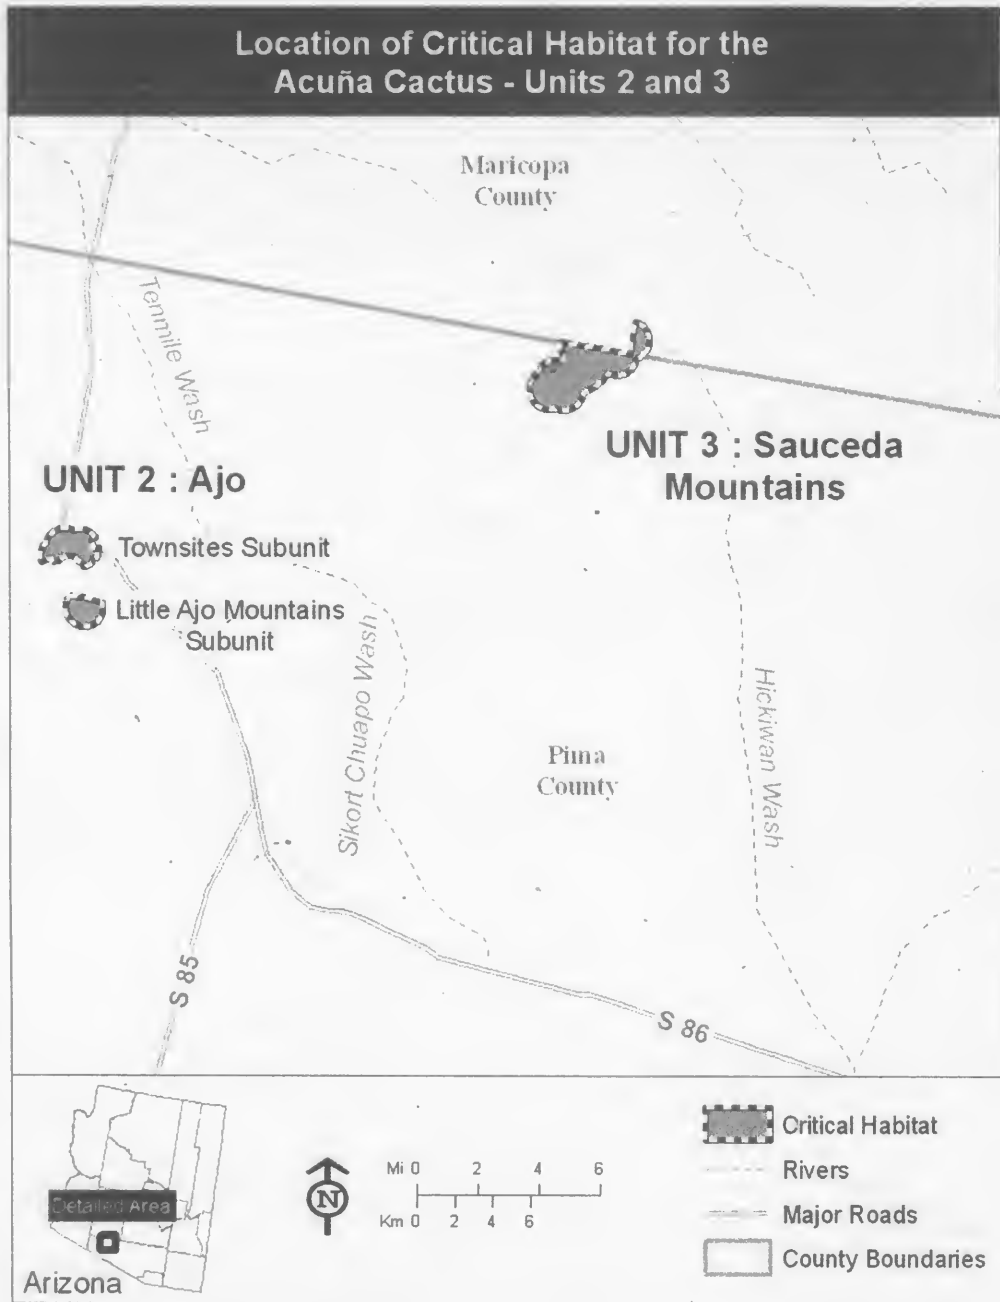 Location of Critical Habitat for the
Acuña Cactus - Units 2 and 3
Maricopa
County
Tenmile Wash
UNIT 3 : Sauceda
Mountains
UNIT 2 : Ajo
Townsites Subunit
Little Ajo Mountains
Subunit
Sikort Chuapo Wash
Hickiwan Wash
Pima
County
S 85
S 86
Detailed Area
Arizona
N
Mi 0 2 4 6
Km 0 2 4 6
Critical Habitat
Rivers
Major Roads
County Boundaries